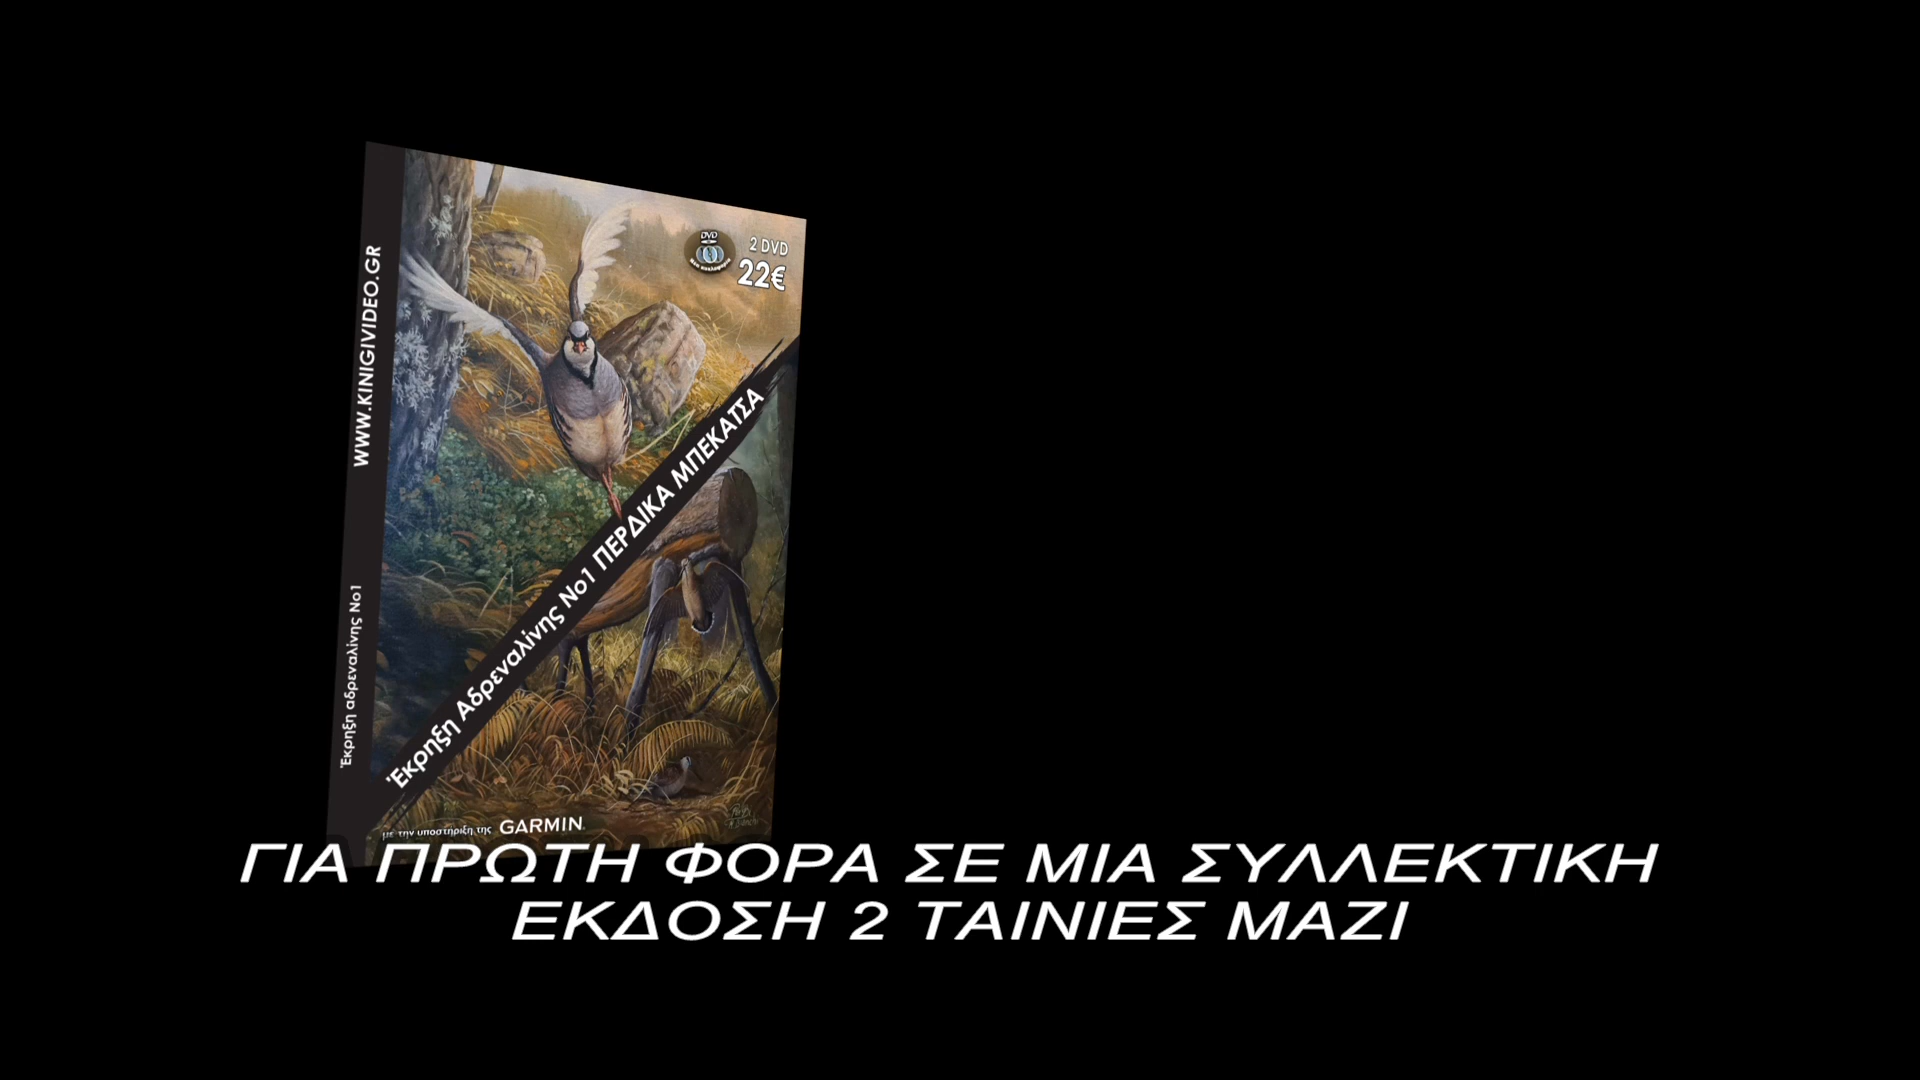 WWW.KINIGIVIDEO.GR
Έκρηξη αδρεναλίνης Νο1
DVD
2 DVD
22€
Έκρηξη Αδρεναλίνης Νο1 ΠΕΡΔΙΚΑ ΜΠΕΚΑΤΣΑ
με την υποστήριξη της GARMIN
ΓΙΑ ΠΡΩΤΗ ΦΟΡΑ ΣΕ ΜΙΑ ΣΥΛΛΕΚΤΙΚΗ
ΕΚΔΟΣΗ 2 ΤΑΙΝΙΕΣ ΜΑΖΙ